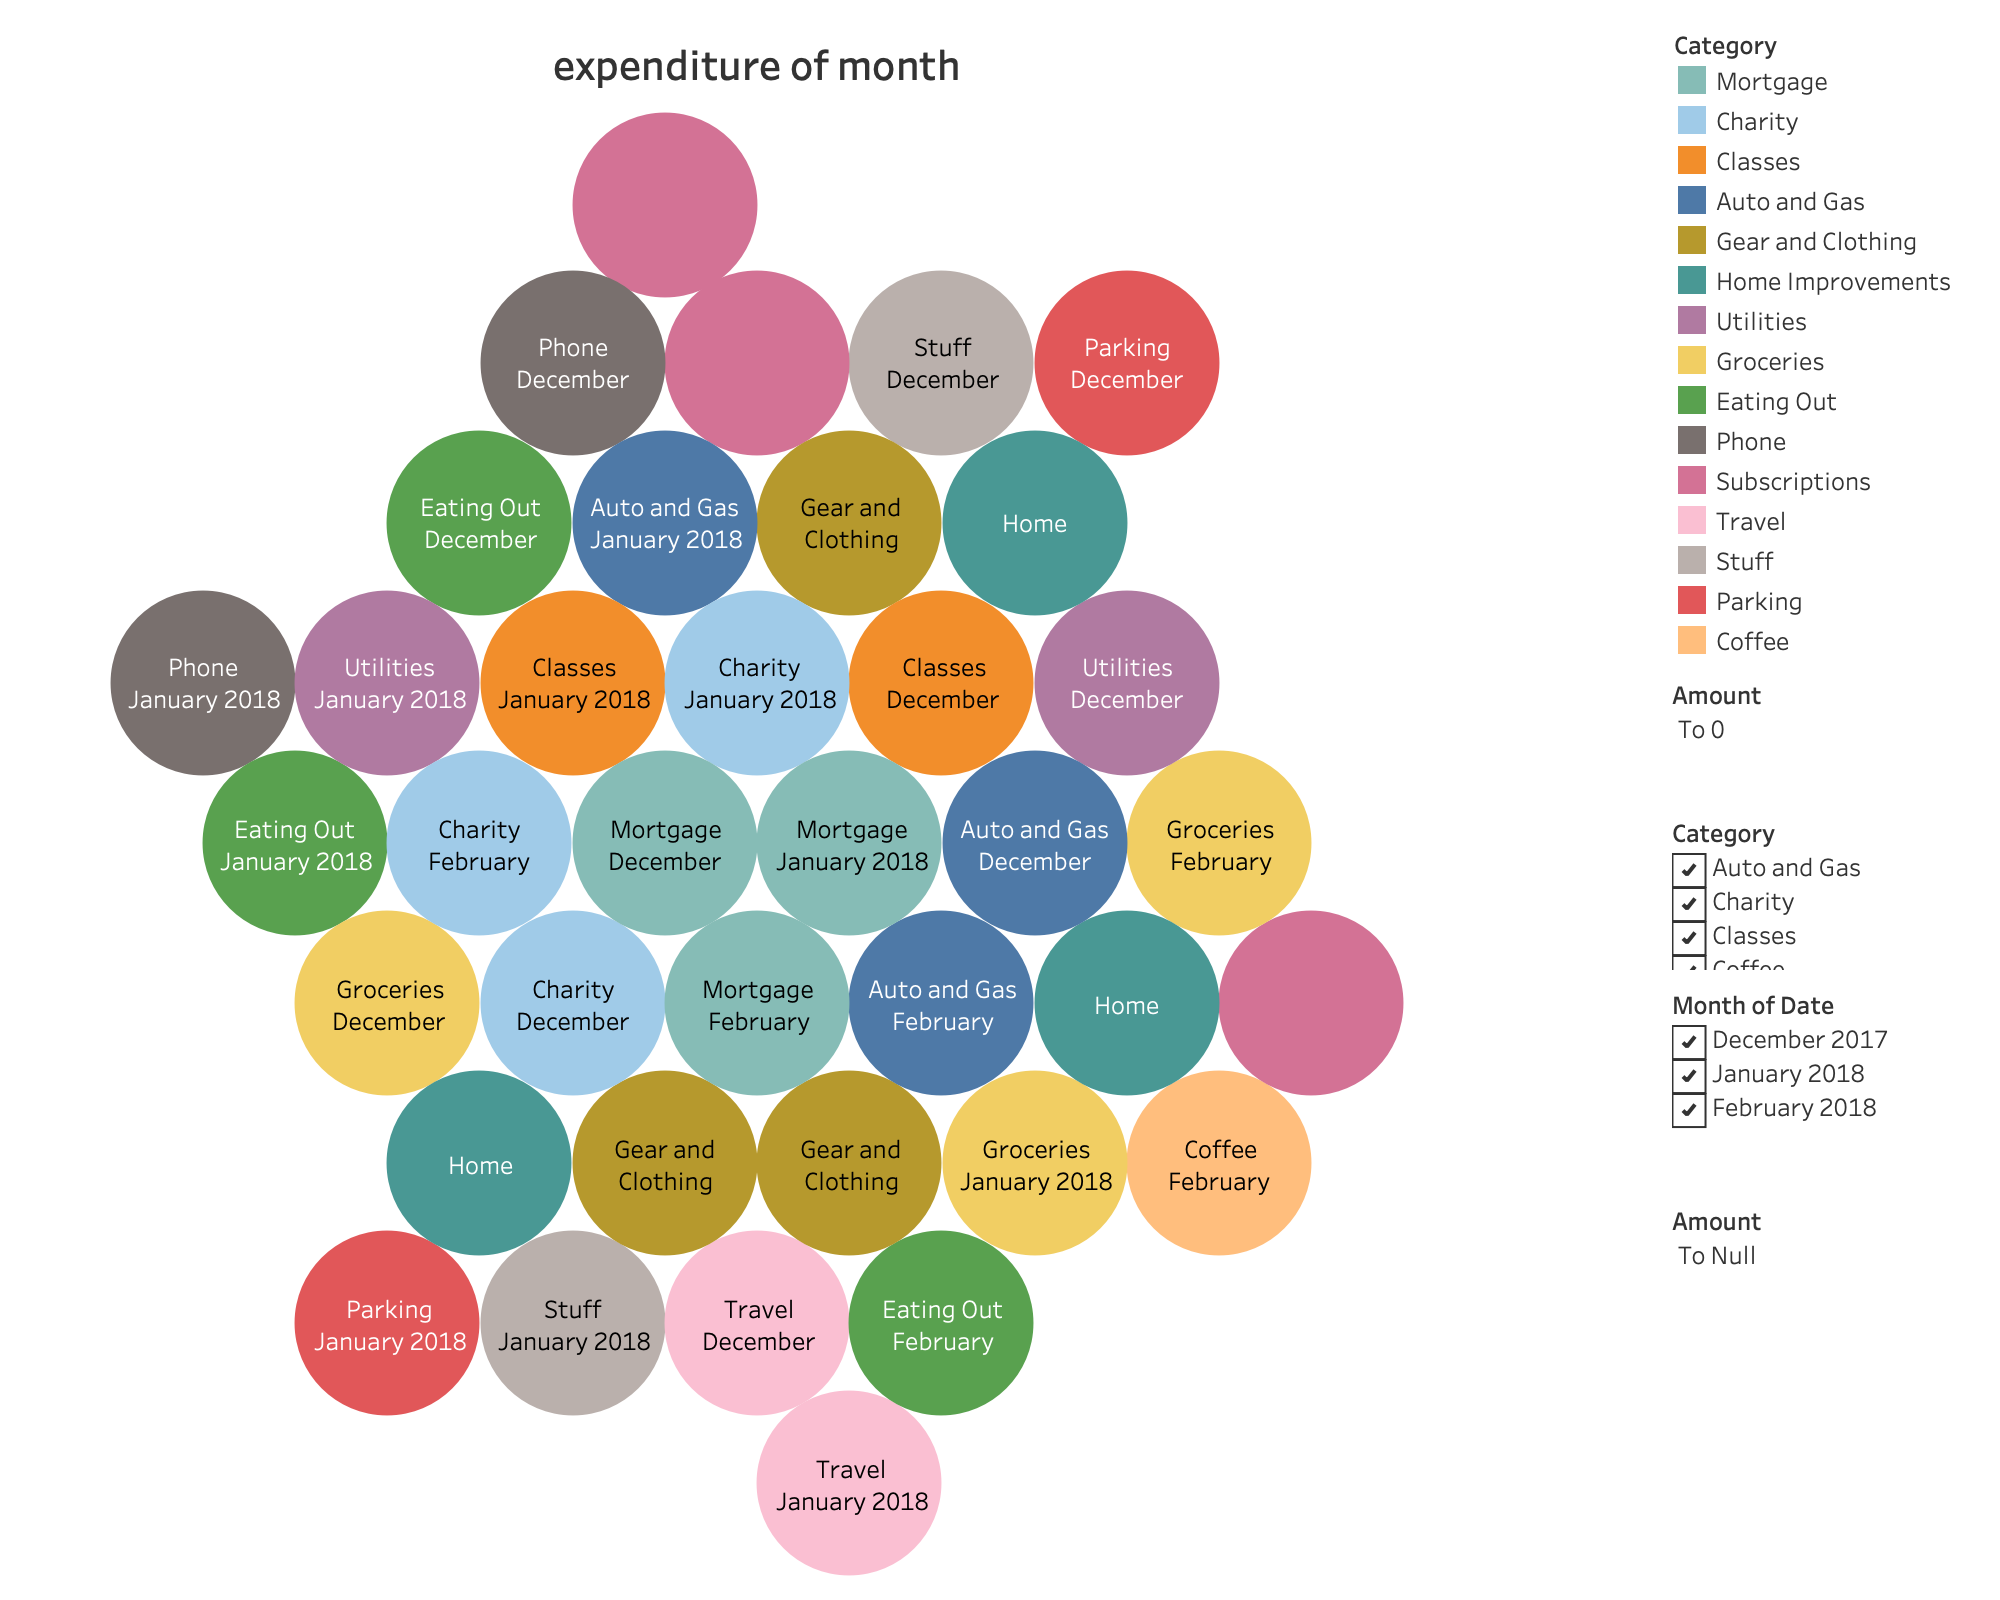 expenditure of month
Phone
December
Stuff
December
Parking
December
Eating Out
December
Auto and Gas
January 2018
Gear and
Clothing
Home
Phone
January 2018
Utilities
January 2018
Classes
January 2018
Charity
January 2018
Classes
December
Utilities
December
Eating Out
January 2018
Charity
February
Mortgage
December
Mortgage
January 2018
Auto and Gas
December
Groceries
February
Groceries
December
Charity
December
Mortgage
February
Auto and Gas
February
Home
Home
Gear and
Clothing
Gear and
Clothing
Groceries
January 2018
Coffee
February
Parking
January 2018
Stuff
January 2018
Travel
December
Eating Out
February
Travel
January 2018
Category
Mortgage
Charity
Classes
Auto and Gas
Gear and Clothing
Home Improvements
Utilities
Groceries
Eating Out
Phone
Subscriptions
Travel
Stuff
Parking
Coffee
Amount
To 0
Category
Auto and Gas
Charity
Classes
Coffee
Month of Date
December 2017
January 2018
February 2018
Amount
To Null